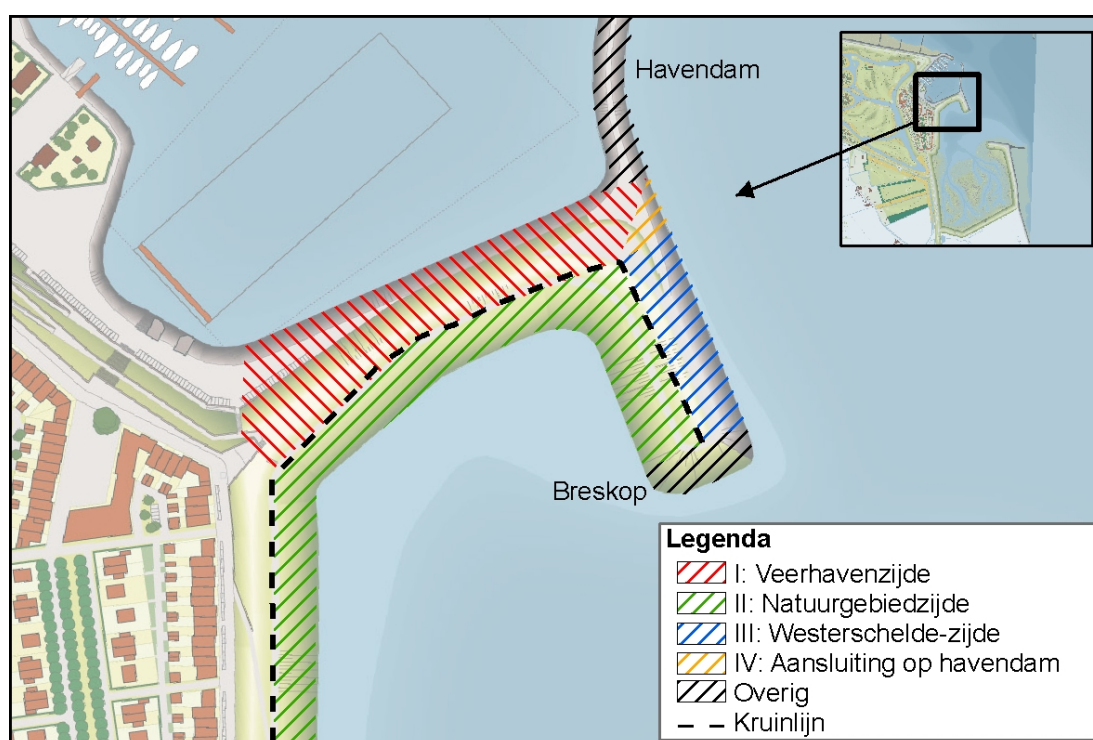 Havendam
Breskop
Legenda
I: Veerhavenzijde
II: Natuurgebiedzijde
III: Westerschelde-zijde
IV: Aansluiting op havendam
Overig
Kruinlijn